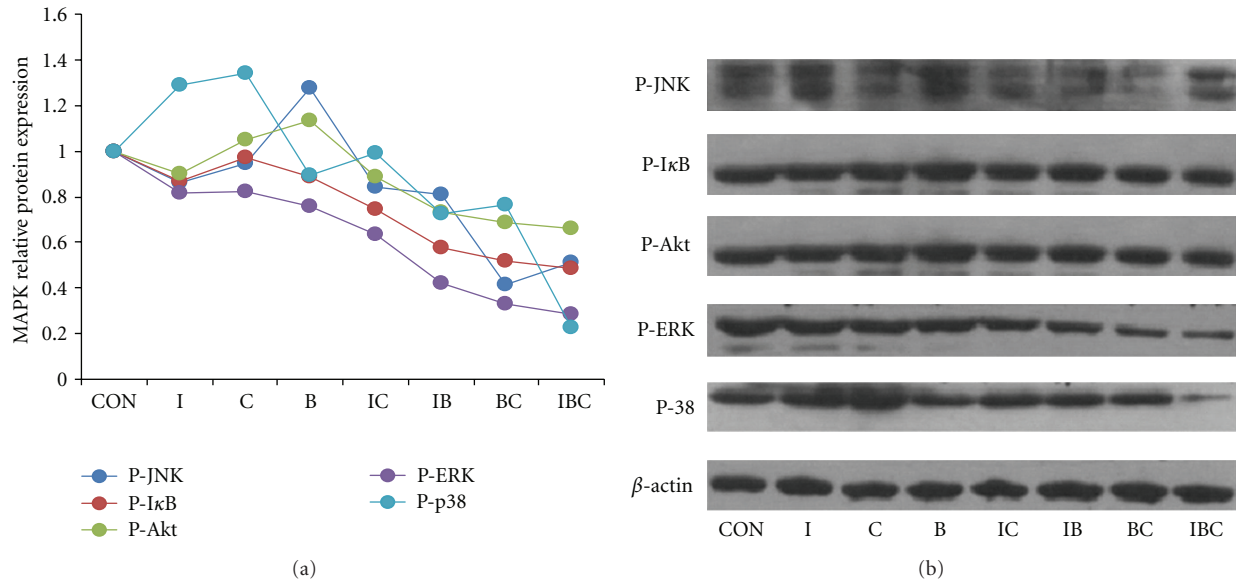 MAPK relative protein expression
1.6
1.4
1.2
1
0.8
0.6
0.4
0.2
0
CON I C B IC IB BC IBC
P-JNK
P-IκB
P-Akt
P-ERK
P-p38
(a)
P-JNK
P-IκB
P-Akt
P-ERK
P-38
β-actin
CON I C B IC IB BC IBC
(b)